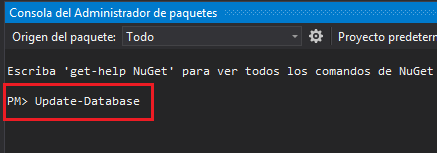 Consola del Administrador de paquetes
Origen del paquete: Todo Proyecto predeterm
Escriba 'get-help NuGet' para ver todos los comandos de NuGet
PM> Update-Database